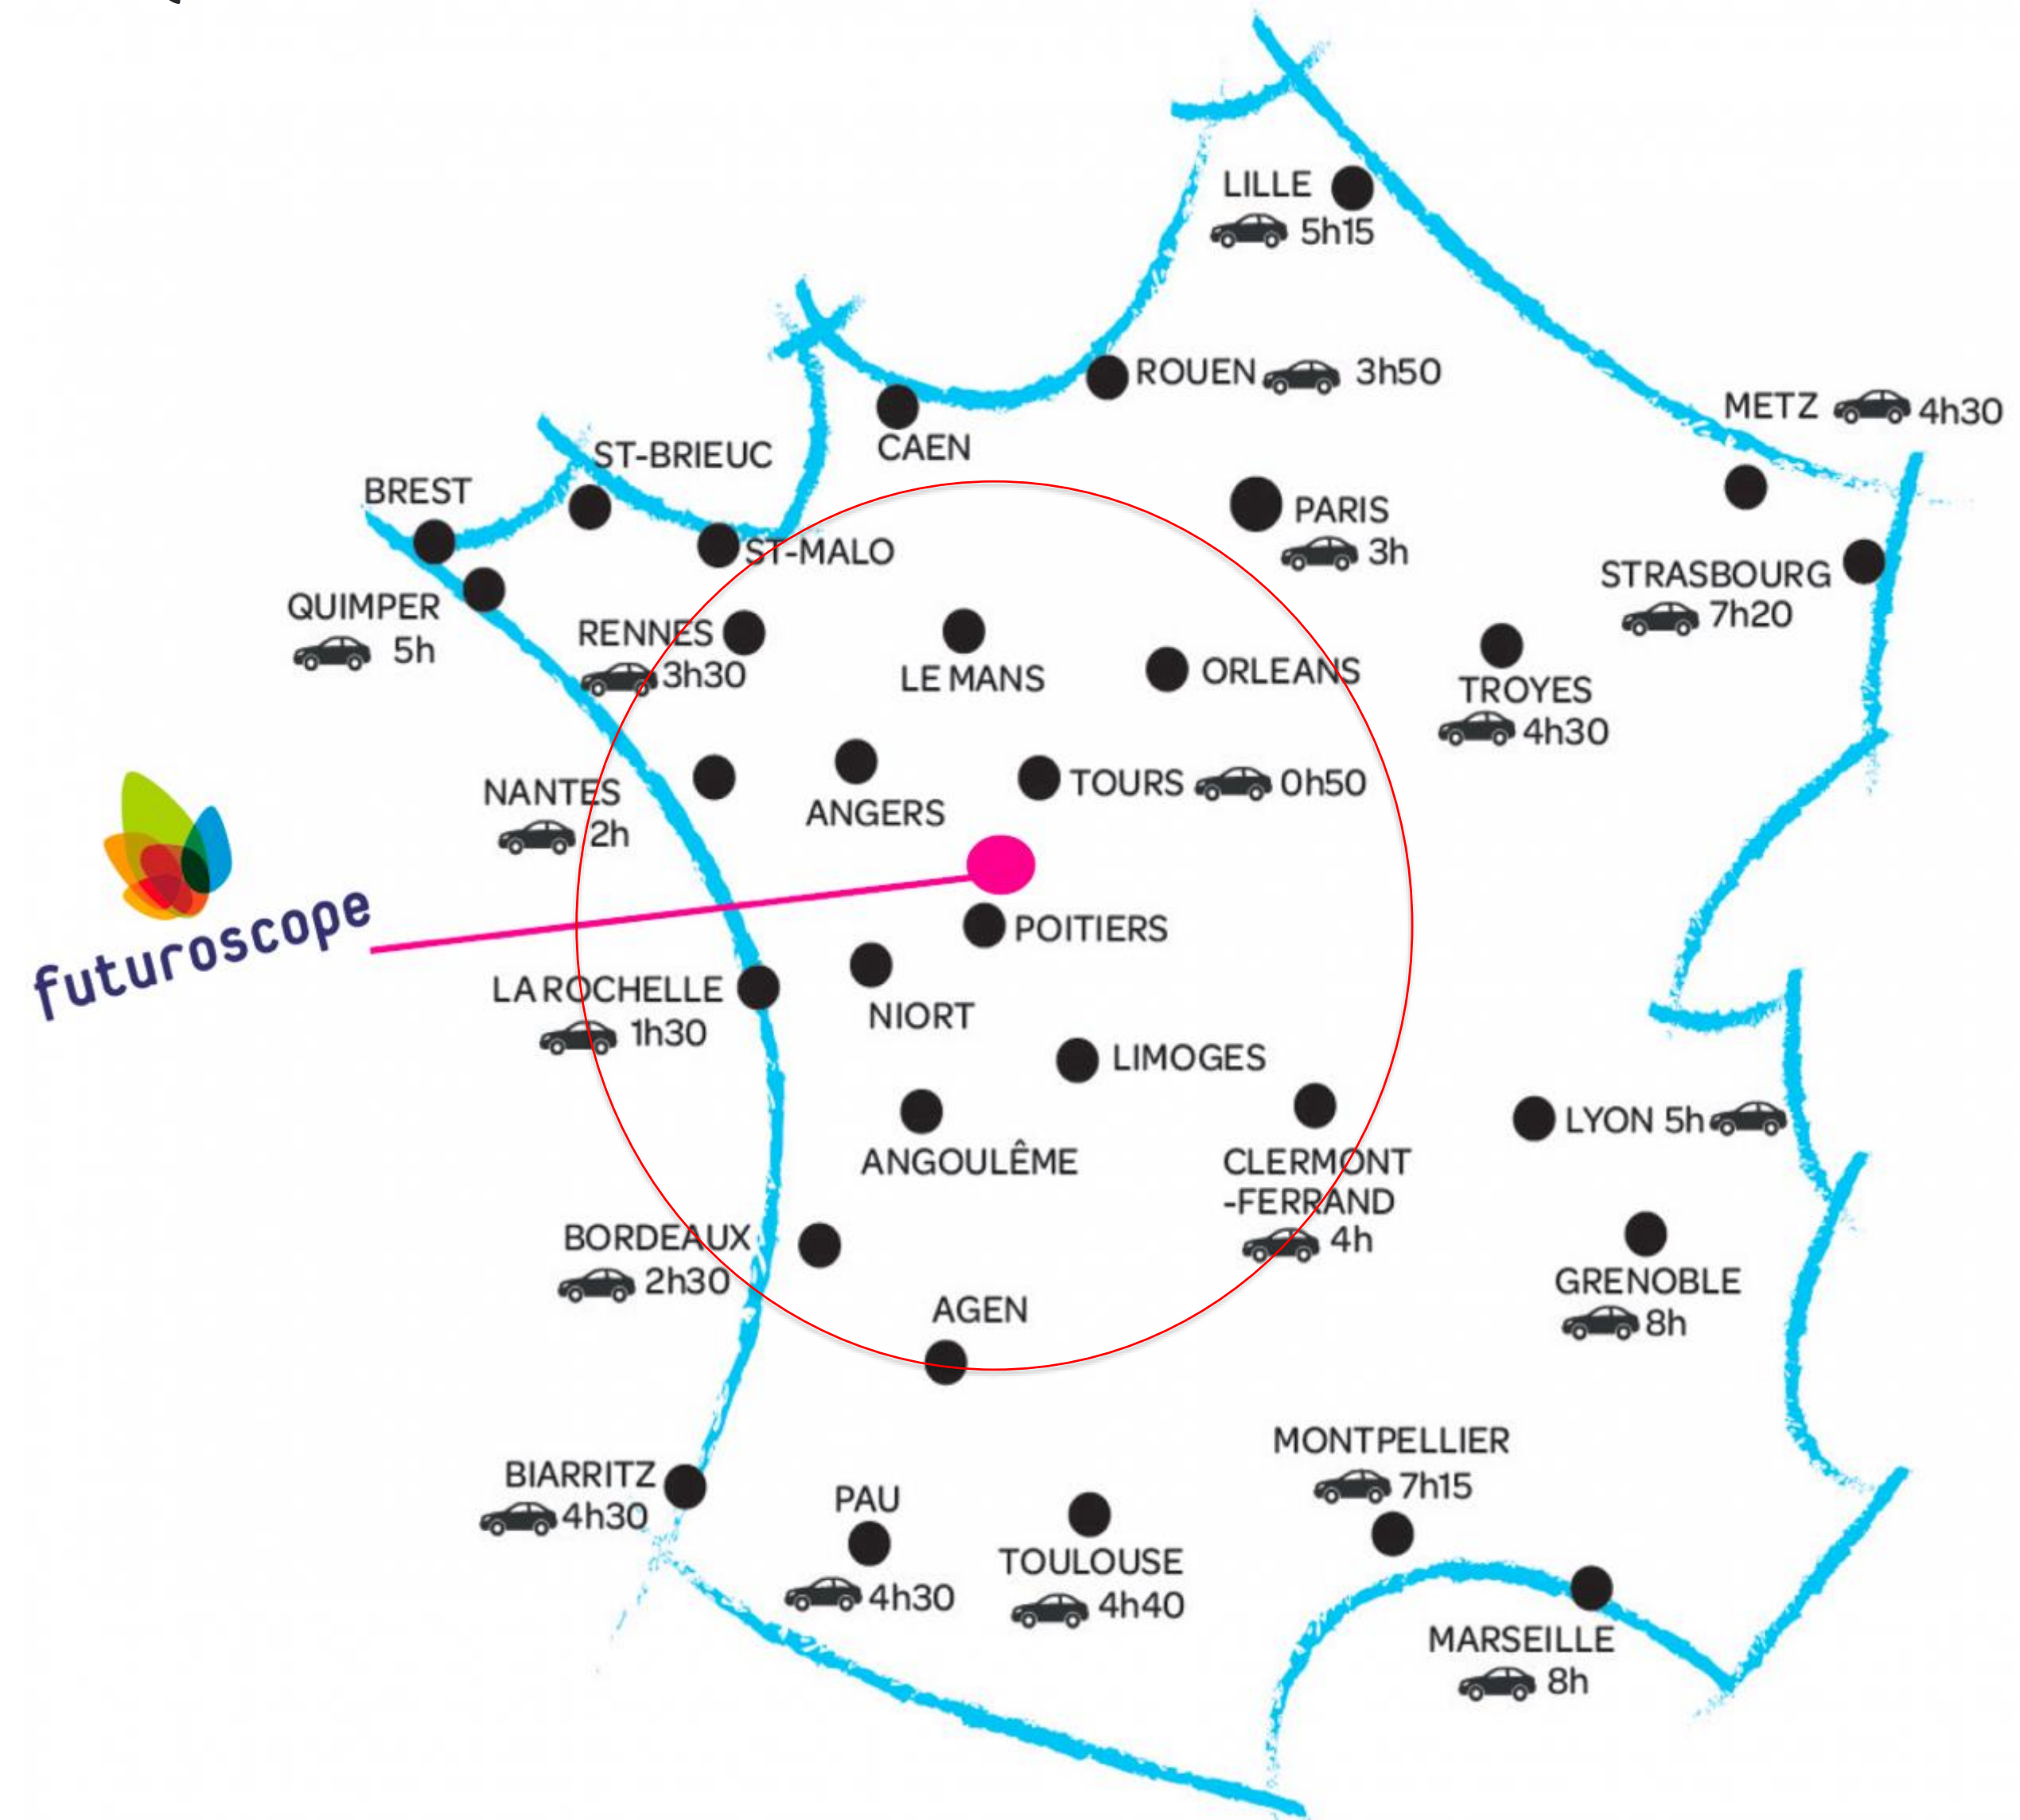 LILLE
5h15
ROUEN 3h50
METZ 4h30
CAEN
ST-BRIEUC
BREST
PARIS
3h
ST-MALO
STRASBOURG
7h20
QUIMPER
5h
RENNES
3h30
LE MANS
ORLEANS
TROYES
4h30
NANTES
2h
ANGERS
TOURS 0h50
futuroscope
POITIERS
LA ROCHELLE
1h30
NIORT
LIMOGES
ANGOULÊME
CLERMONT
-FERRAND
4h
LYON 5h
BORDEAUX
2h30
GRENOBLE
8h
AGEN
MONTPELLIER
7h15
BIARRITZ
4h30
PAU
4h30
TOULOUSE
4h40
MARSEILLE
8h